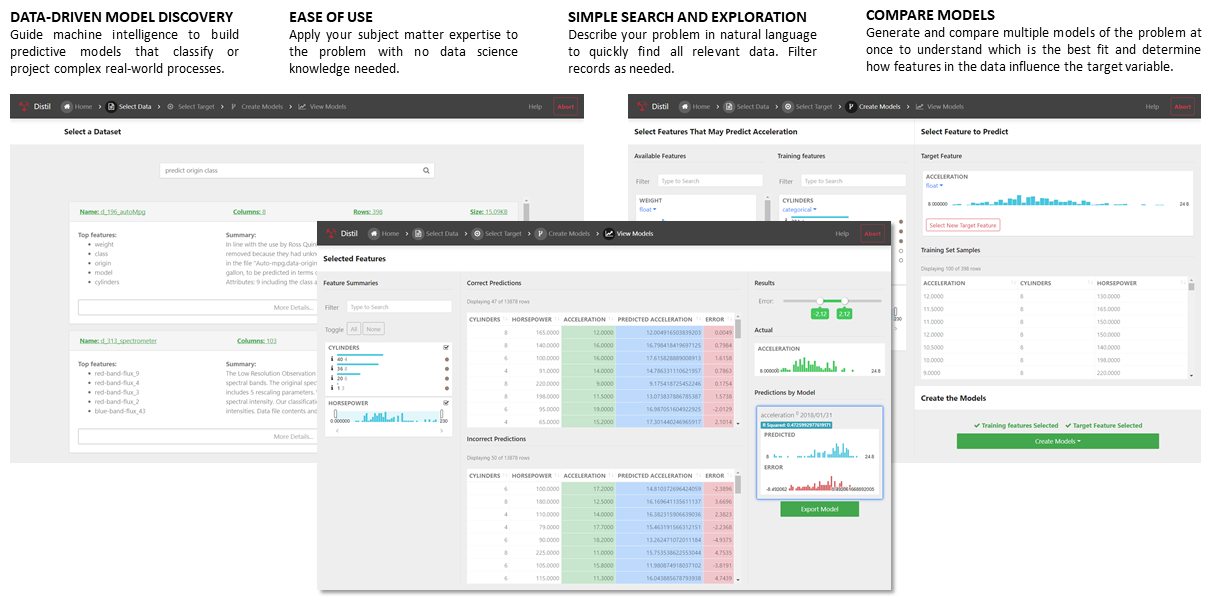 DATA-DRIVEN MODEL DISCOVERY
Guide machine intelligence to build
predictive models that classify or
project complex real-world processes.
EASE OF USE
Apply your subject matter expertise to
the problem with no data science
knowledge needed.
SIMPLE SEARCH AND EXPLORATION
Describe your problem in natural language
to quickly find all relevant data. Filter
records as needed.
COMPARE MODELS
Generate and compare multiple models of the problem at
once to understand which is the best fit and determine
how features in the data influence the target variable.
Distil Home Select Data Select Target Create Models View Models Help Abort
Select a Dataset
predict origin class
Name: d_196_autoMpg Columns: 8 Rows: 398 Size: 15.09KB
Top features:
weight
class
origin
model
cylinders
Summary:
In line with the use by Ross Quin
removed because they had unkn
in the file "Auto-mpg.data-origin
gallon, to be predicted in terms o
Attributes: 9 including the class a
More Details...
Name: d_313_spectrometer Columns: 103
Top features:
red-band-flux_9
red-band-flux_4
red-band-flux_3
red-band-flux_2
blue-band-flux_43
Summary:
The Low Resolution Observation
spectral bands. The original spec
includes 5 rescaling parameters.
spectral intensity. Our classificati
intensities. Data file contents and
More Details...
Distil Home Select Data Select Target Create Models View Models Help Abort
Select Features That May Predict Acceleration
Available Features
Filter Type to Search
WEIGHT
float
Training features
Filter Type to Search
CYLINDERS
categorical
Select Feature to Predict
Target Feature
ACCELERATION
float
8.000000 24.8
Select New Target Feature
Training Set Samples
Displaying 100 of 398 rows
ACCELERATION CYLINDERS HORSEPOWER
12.0000 8 130.0000
11.5000 8 165.0000
11.0000 8 150.0000
12.0000 8 150.0000
10.5000 8 140.0000
10.0000 8 198.0000
9.0000 8 220.0000
Create the Models
Training features Selected Target Feature Selected
Create Models
Distil Home Select Data Select Target Create Models View Models Help Abort
Selected Features
Feature Summaries
Filter Type to Search
Toggle All None
CYLINDERS
40 8
34 4
20 6
1 3
HORSEPOWER
0.000000 230
Correct Predictions
Displaying 47 of 13878 rows
CYLINDERS HORSEPOWER ACCELERATION PREDICTED ACCELERATION ERROR
8 165.0000 12.0000 12.004916503839203 0.0049
8 140.0000 16.0000 16.798418419697125 0.7984
6 100.0000 16.0000 17.615828889008913 1.6158
4 91.0000 14.0000 14.786331110621957 0.7863
8 220.0000 9.0000 9.175418725452246 0.1754
8 198.0000 11.5000 13.073837886785387 1.5738
6 95.0000 19.0000 16.987051604922925 -2.0129
4 65.0000 15.2000 17.301440246965917 2.1014
Incorrect Predictions
Displaying 50 of 13878 rows
CYLINDERS HORSEPOWER ACCELERATION PREDICTED ACCELERATION ERROR
6 100.0000 17.2000 14.810372696424059 -2.3896
8 180.0000 12.5000 16.169641135611137 3.6696
4 110.0000 14.0000 16.382315906639036 2.3823
4 79.0000 17.7000 15.463191566312151 -2.2368
6 90.0000 18.2000 13.262471072011184 -4.9375
8 225.0000 11.0000 15.753538622553044 4.7535
6 105.0000 15.8000 11.980874918037102 -3.8191
6 115.0000 11.3000 16.043885678793938 4.7439
Results
Error:
-2.12 2.12
Actual
ACCELERATION
8.000000 24.8
Predictions by Model
acceleration 2018/01/31
R Squared: 0.4725992977619171
PREDICTED
8 24.8
ERROR
Export Model